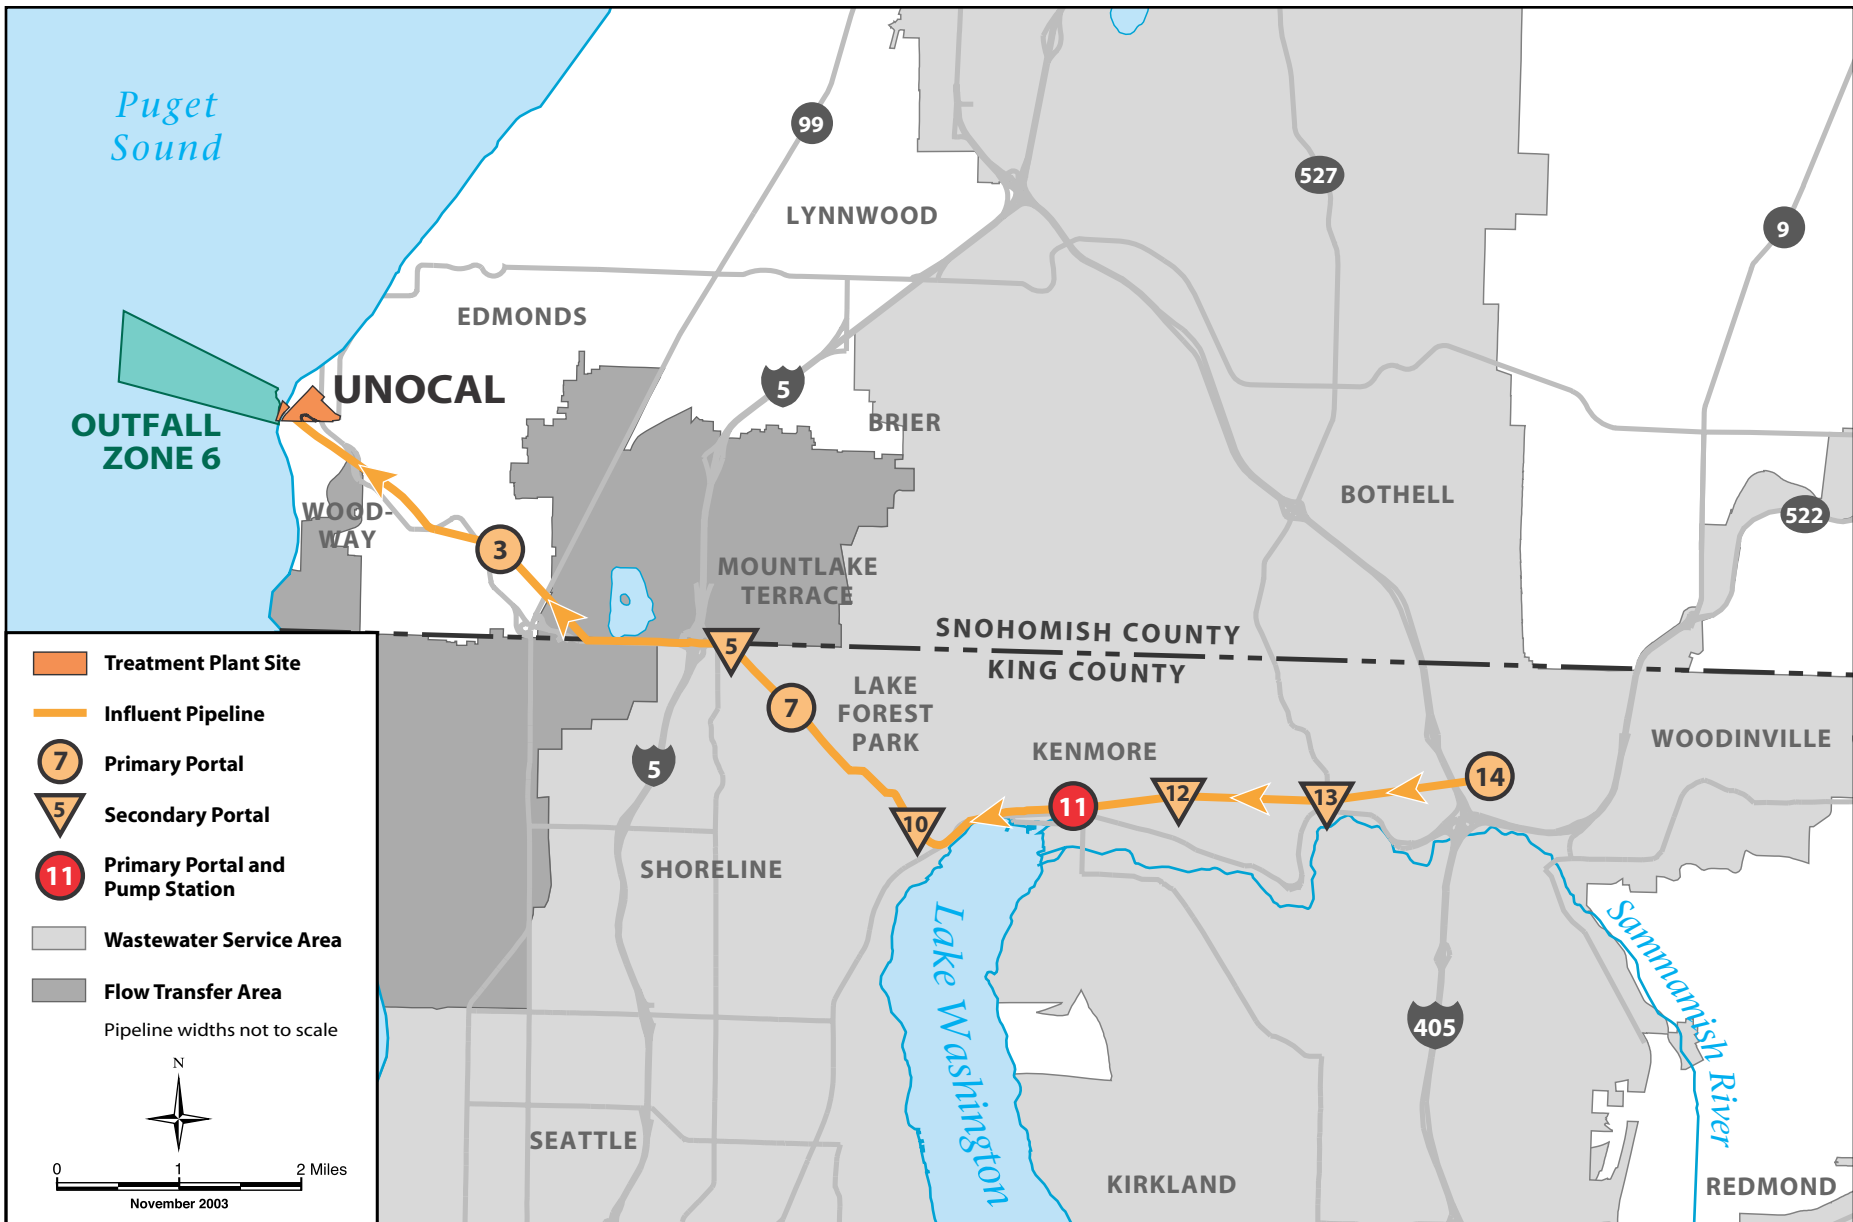 Puget
Sound
99
527
9
LYNNWOOD
EDMONDS
5
UNOCAL
BRIER
OUTFALL
ZONE 6
BOTHELL
522
WOOD-
WAY
3
MOUNTLAKE
TERRACE
SNOHOMISH COUNTY
KING COUNTY
5
7
LAKE
FOREST
PARK
5
KENMORE
WOODINVILLE
14
13
12
11
10
SHORELINE
Lake Washington
Sammamish River
405
SEATTLE
KIRKLAND
REDMOND
Treatment Plant Site
Influent Pipeline
7 Primary Portal
5 Secondary Portal
11 Primary Portal and
Pump Station
Wastewater Service Area
Flow Transfer Area
Pipeline widths not to scale
N
0 1 2 Miles
November 2003